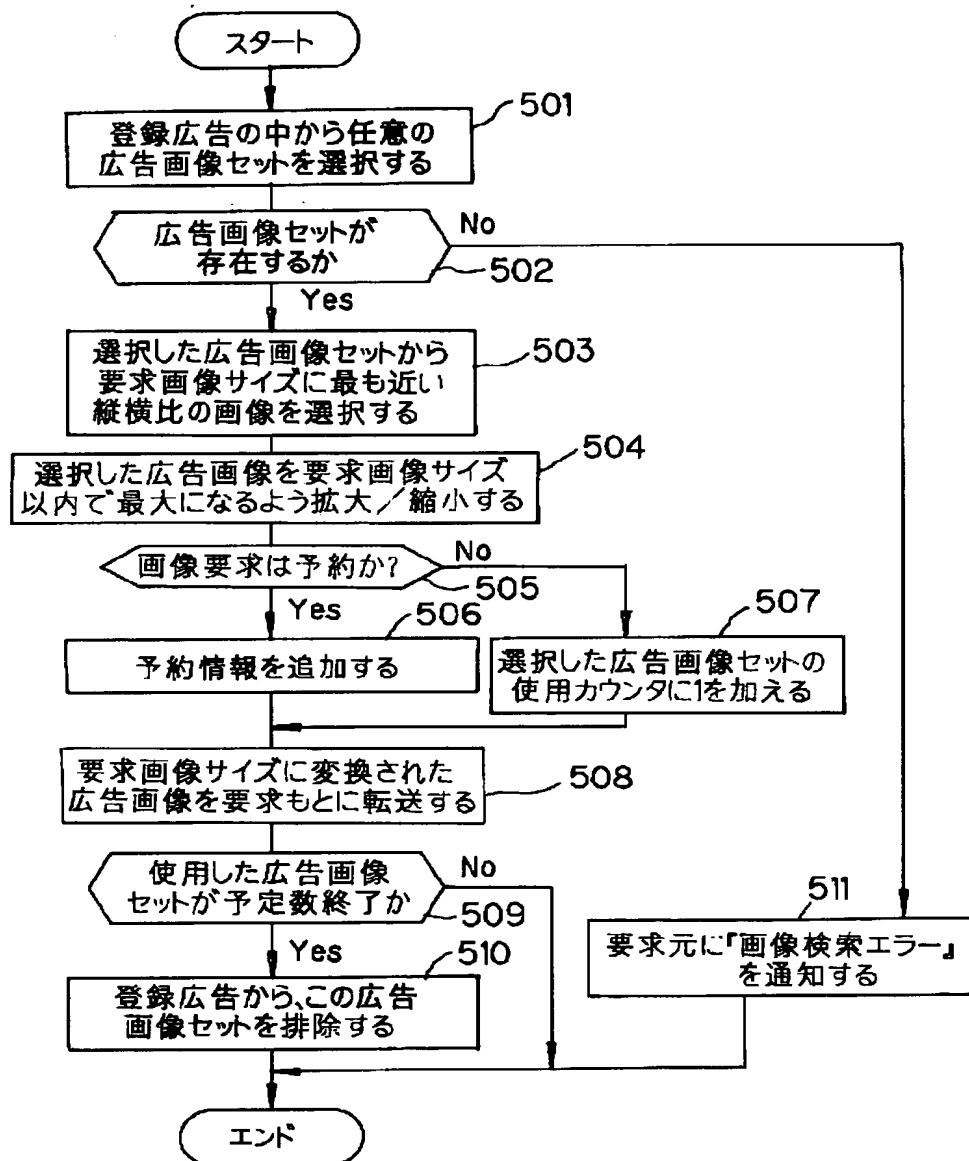 スタート
501
登録広告の中から任意の
広告画像セットを選択する
広告画像セットが
存在するか
No
502
Yes
選択した広告画像セットから
要求画像サイズに最も近い
縦横比の画像を選択する
503
504
選択した広告画像を要求画像サイズ
以内で最大になるよう拡大/縮小する
画像要求は予約か?
No
505
Yes
506
予約情報を追加する
507
選択した広告画像セットの
使用カウンタに1を加える
要求画像サイズに変換された
広告画像を要求もとに転送する
508
使用した広告画像
セットが予定数終了か
No
509
Yes
510
登録広告から、この広告
画像セットを排除する
511
要求元に『画像検索エラー』
を通知する
エンド